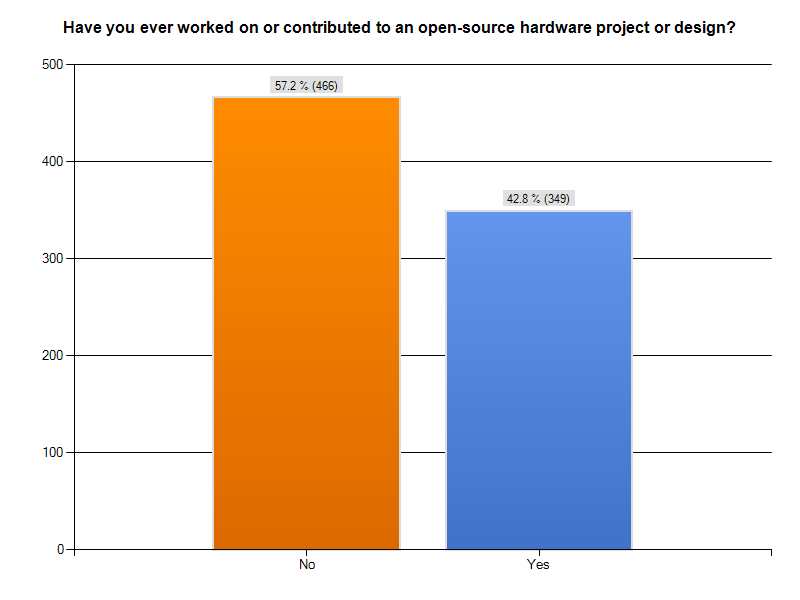 Have you ever worked on or contributed to an open-source hardware project or design?
500
57.2 % (466)
400
42.8 % (349)
300
200
100
0
No Yes